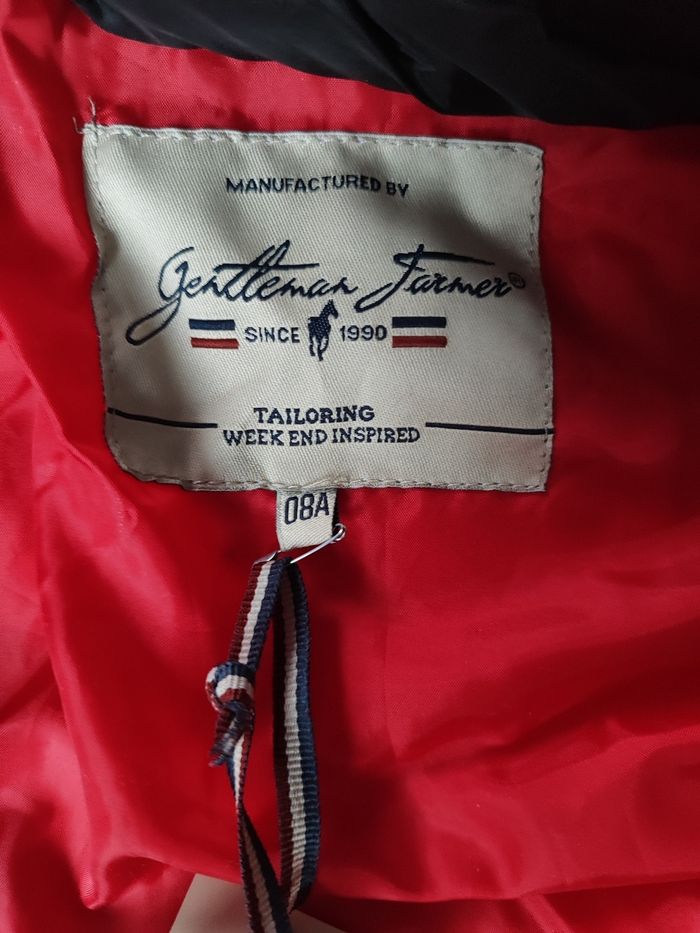 MANUFACTURED BY
Gentleman Farmer®
SINCE 1990
TAILORING
WEEK END INSPIRED
08A